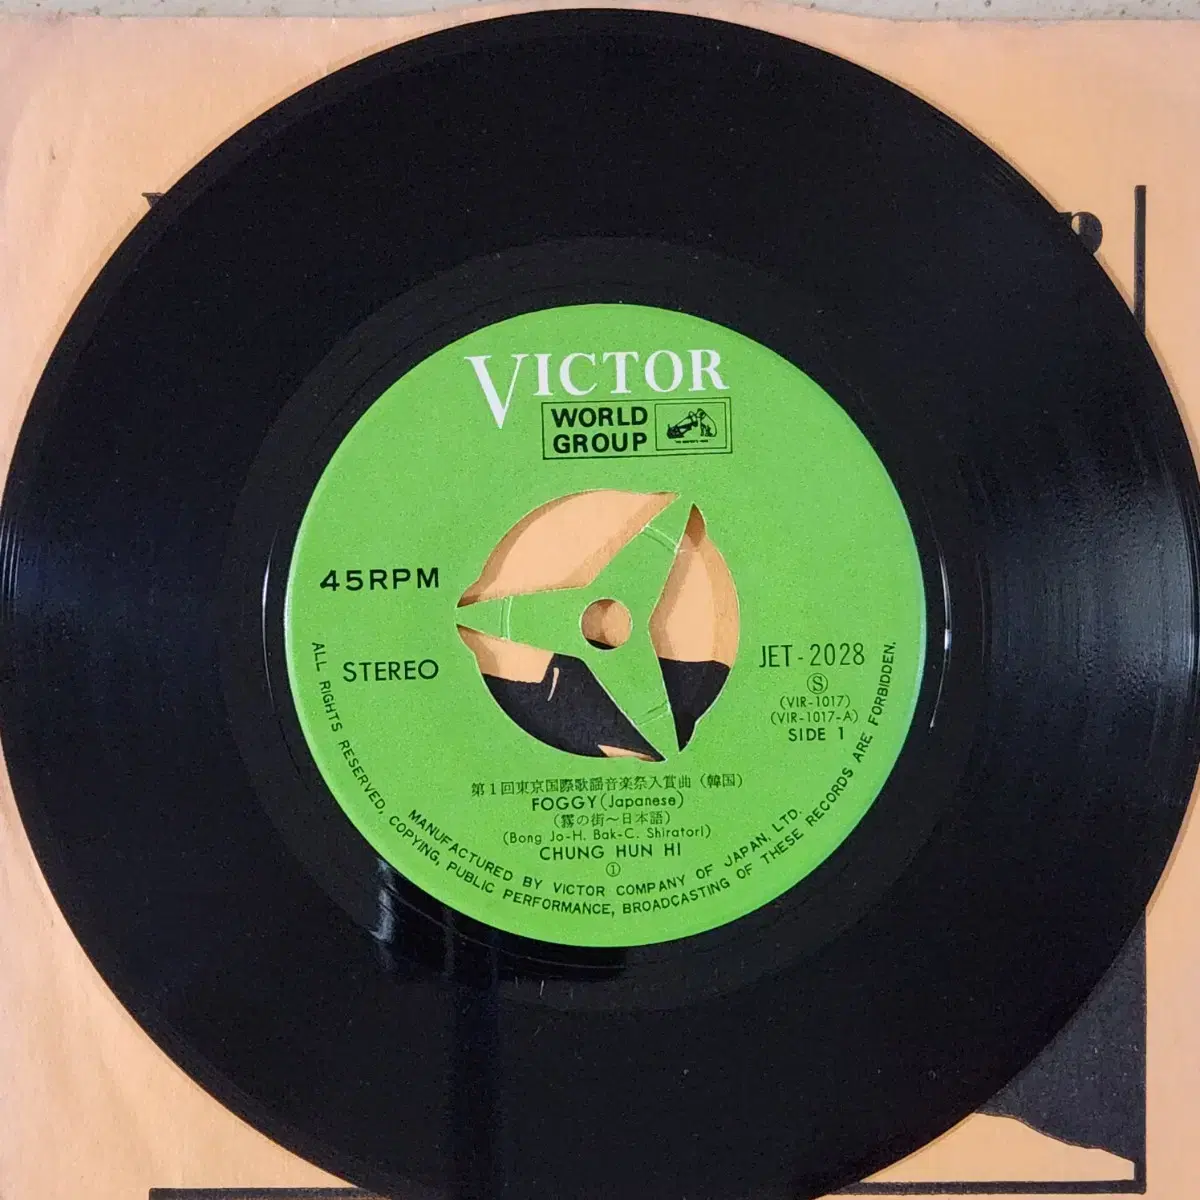 VICTOR
WORLD
GROUP
45RPM
STEREO
JET-2028
Ⓢ
(VIR-1017)
(VIR-1017-A)
SIDE 1
第1回東京国際歌謡音楽祭入賞曲(韓国)
FOGGY (Japanese)
(霧の街～日本語)
(Bong Jo-H. Bak-C. Shiratori)
CHUNG HUN HI
①
MANUFACTURED BY VICTOR COMPANY OF JAPAN, LTD.
ALL RIGHTS RESERVED, COPYING, PUBLIC PERFORMANCE, BROADCASTING OF THESE RECORDS ARE FORBIDDEN.